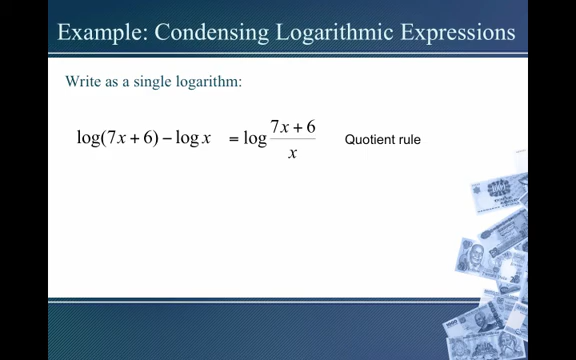 Example: Condensing Logarithmic Expressions
Write as a single logarithm:
log(7x + 6) − log x = log (7x + 6)/x Quotient rule